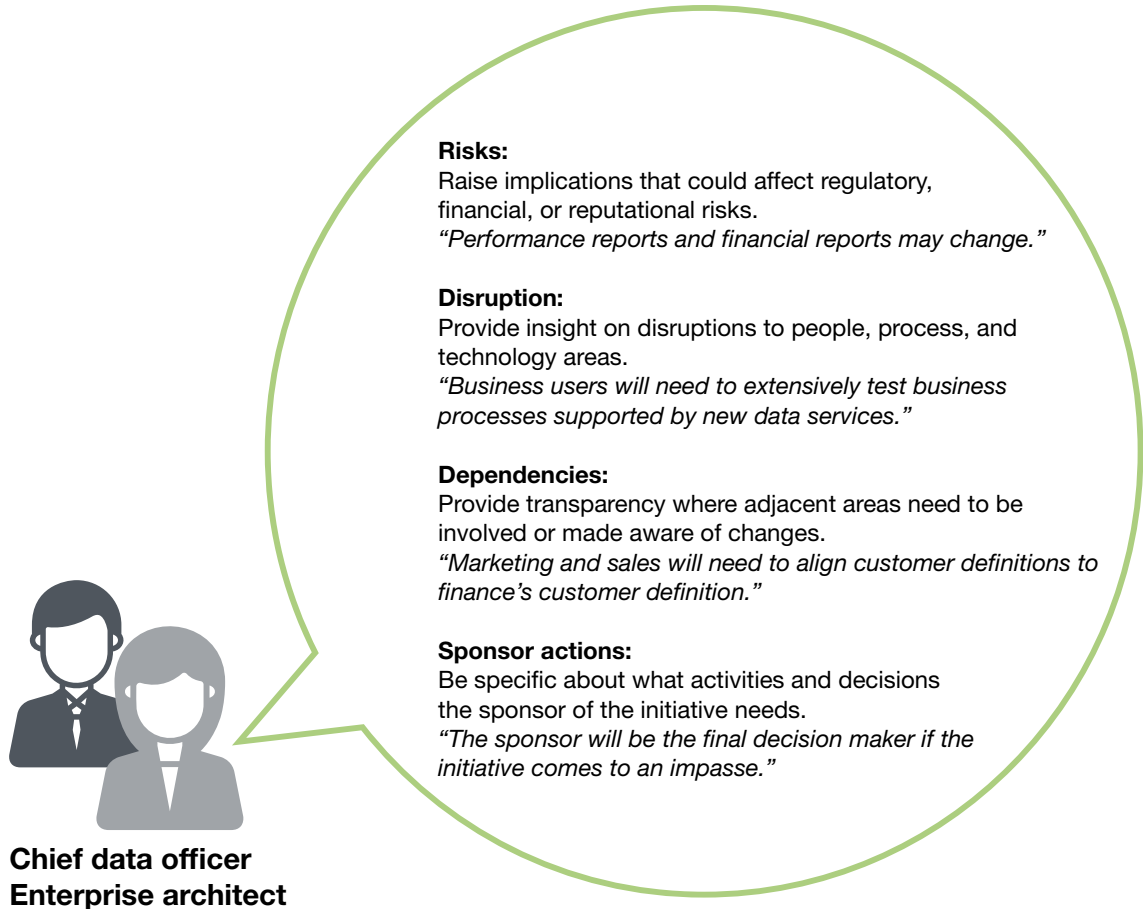 Risks:
Raise implications that could affect regulatory,
financial, or reputational risks.
“Performance reports and financial reports may change.”
Disruption:
Provide insight on disruptions to people, process, and
technology areas.
“Business users will need to extensively test business
processes supported by new data services.”
Dependencies:
Provide transparency where adjacent areas need to be
involved or made aware of changes.
“Marketing and sales will need to align customer definitions to
finance’s customer definition.”
Sponsor actions:
Be specific about what activities and decisions
the sponsor of the initiative needs.
“The sponsor will be the final decision maker if the
initiative comes to an impasse.”
Chief data officer
Enterprise architect